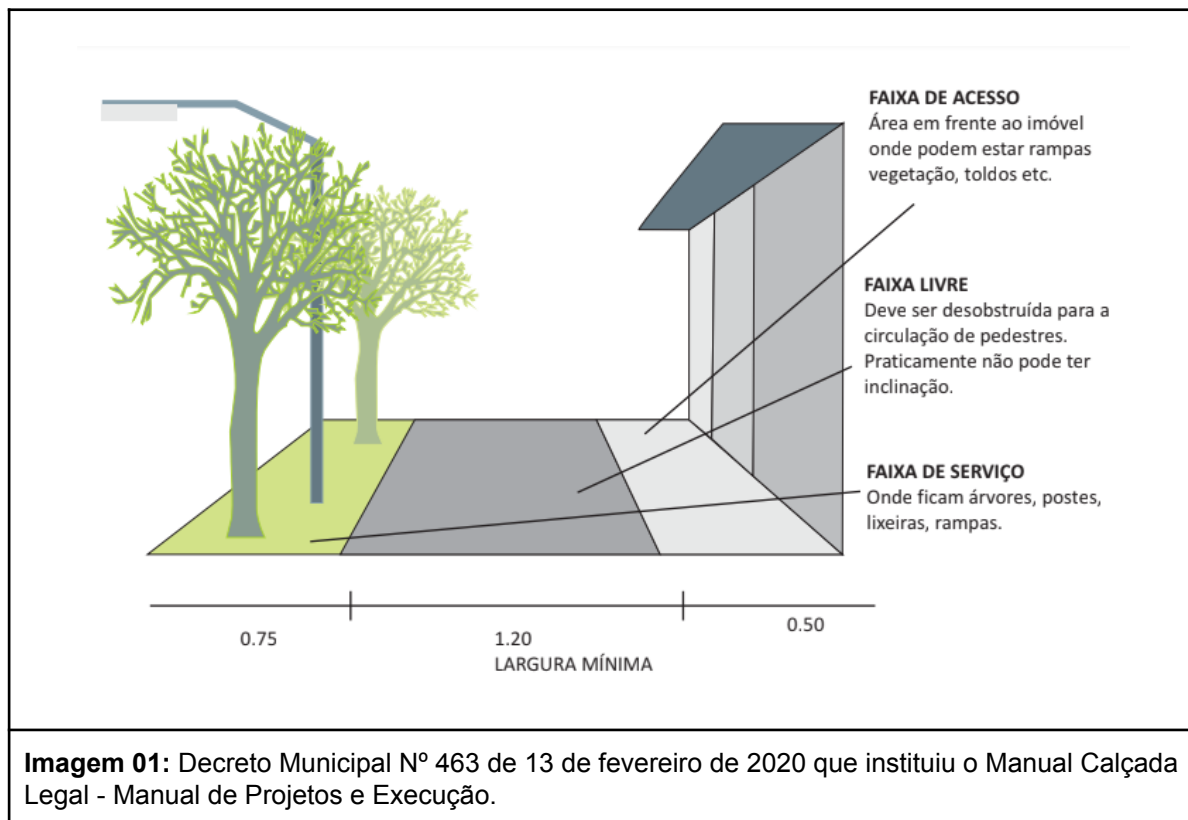 FAIXA DE ACESSO
Área em frente ao imóvel
onde podem estar rampas
vegetação, toldos etc.
FAIXA LIVRE
Deve ser desobstruída para a
circulação de pedestres.
Praticamente não pode ter
inclinação.
FAIXA DE SERVIÇO
Onde ficam árvores, postes,
lixeiras, rampas.
0.75
1.20
0.50
LARGURA MÍNIMA
Imagem 01: Decreto Municipal Nº 463 de 13 de fevereiro de 2020 que instituiu o Manual Calçada
Legal - Manual de Projetos e Execução.